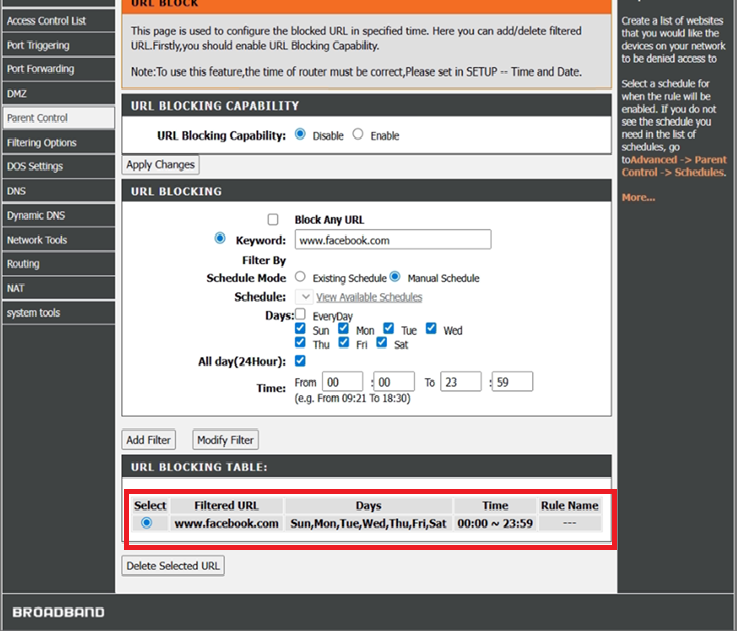 URL BLOCK
Access Control List
Port Triggering
Port Forwarding
DMZ
Parent Control
Filtering Options
DOS Settings
DNS
Dynamic DNS
Network Tools
Routing
NAT
system tools
This page is used to configure the blocked URL in specified time. Here you can add/delete filtered
URL.Firstly,you should enable URL Blocking Capability.
Note:To use this feature,the time of router must be correct,Please set in SETUP -- Time and Date.
URL BLOCKING CAPABILITY
URL Blocking Capability: Disable Enable
Apply Changes
URL BLOCKING
Block Any URL
Keyword: www.facebook.com
Filter By
Schedule Mode Existing Schedule Manual Schedule
Schedule: View Available Schedules
Days: EveryDay
Sun Mon Tue Wed
Thu Fri Sat
All day(24Hour):
Time: From 00 :00 To 23 :59
(e.g. From 09:21 To 18:30)
Add Filter Modify Filter
URL BLOCKING TABLE:
Select Filtered URL Days Time Rule Name
www.facebook.com Sun,Mon,Tue,Wed,Thu,Fri,Sat 00:00 ~ 23:59 ---
Delete Selected URL
Create a list of websites
that you would like the
devices on your network
to be denied access to
Select a schedule for
when the rule will be
enabled. If you do not
see the schedule you
need in the list of
schedules, go
toAdvanced -> Parent
Control -> Schedules.
More...
BROADBAND